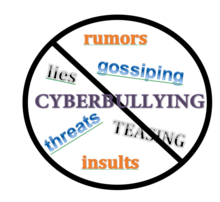 rumors
lies
gossiping
CYBERBULLYING
threats
TEASING
insults